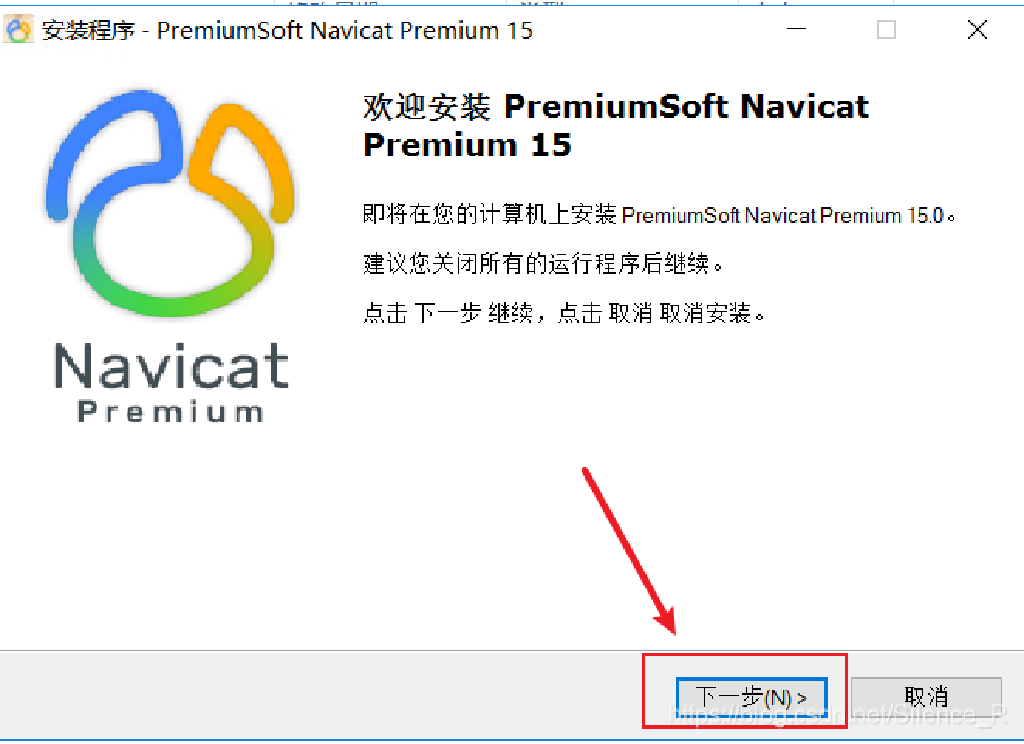 安装程序 - PremiumSoft Navicat Premium 15
欢迎安装 PremiumSoft Navicat
Premium 15
即将在您的计算机上安装 PremiumSoft Navicat Premium 15.0。
建议您关闭所有的运行程序后继续。
点击 下一步 继续，点击 取消 取消安装。
Navicat
Premium
下一步(N) >
取消
https://blog.csdn.net/Silence_R